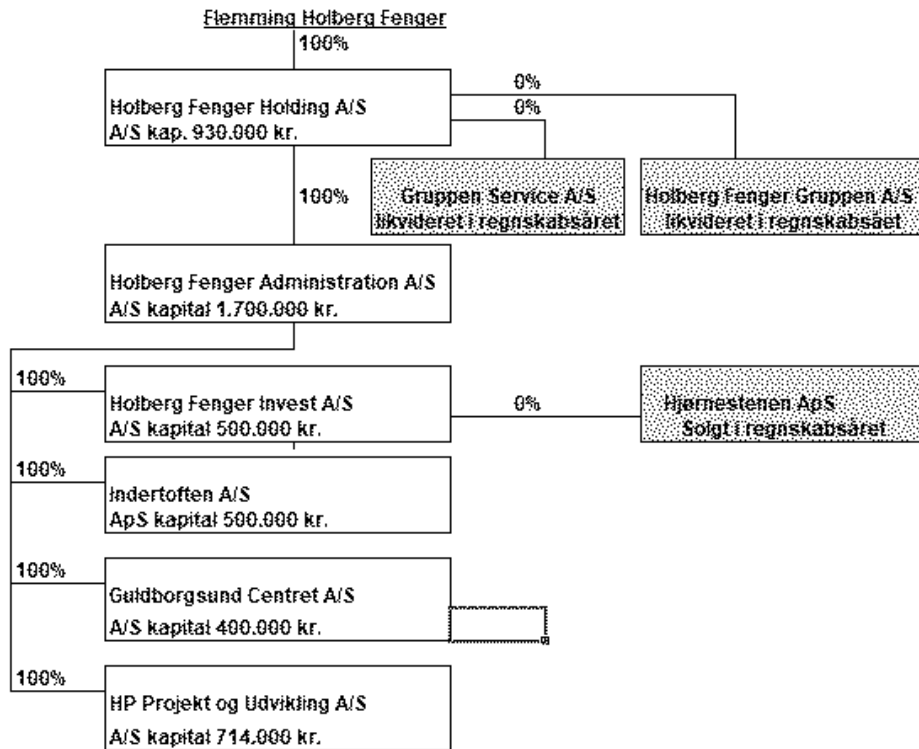 Flemming Holberg Fenger
100%
Holberg Fenger Holding A/S
A/S kap. 930.000 kr.
0%
0%
100%
Gruppen Service A/S
likvideret i regnskabsåret
Holberg Fenger Gruppen A/S
likvideret i regnskabsået
Holberg Fenger Administration A/S
A/S kapital 1.700.000 kr.
100%
Holberg Fenger Invest A/S
A/S kapital 500.000 kr.
0%
Hjørnestenen ApS
Solgt i regnskabsåret
100%
Indertoften A/S
ApS kapital 500.000 kr.
100%
Guldborgsund Centret A/S
A/S kapital 400.000 kr.
100%
HP Projekt og Udvikling A/S
A/S kapital 714.000 kr.